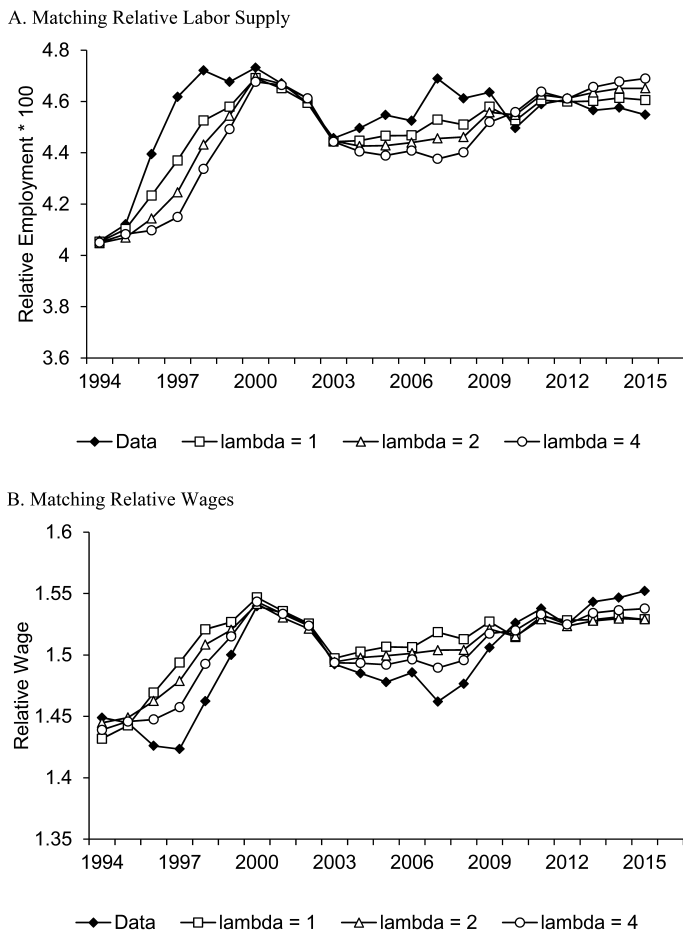 A. Matching Relative Labor Supply
4.8
4.6
4.4
4.2
4
3.8
3.6
Relative Employment * 100
1994 1997 2000 2003 2006 2009 2012 2015
Data lambda = 1 lambda = 2 lambda = 4
B. Matching Relative Wages
1.6
1.55
1.5
1.45
1.4
1.35
Relative Wage
1994 1997 2000 2003 2006 2009 2012 2015
Data lambda = 1 lambda = 2 lambda = 4